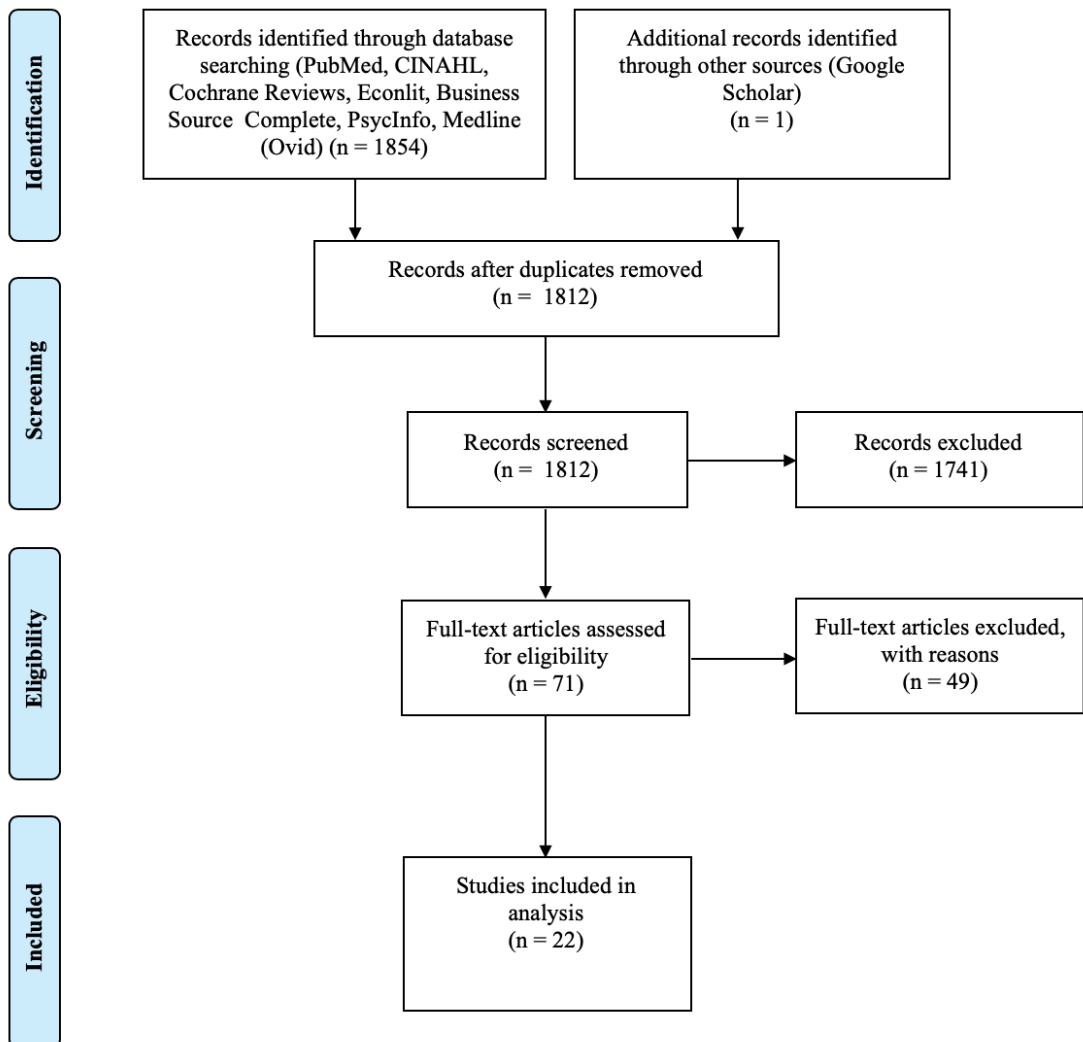 Identification
Records identified through database
searching (PubMed, CINAHL,
Cochrane Reviews, Econlit, Business
Source  Complete, PsycInfo, Medline
(Ovid) (n = 1854)
Additional records identified
through other sources (Google
Scholar)
(n = 1)
Records after duplicates removed
(n =  1812)
Screening
Records screened
(n =  1812)
Records excluded
(n = 1741)
Eligibility
Full-text articles assessed
for eligibility
(n = 71)
Full-text articles excluded,
with reasons
(n = 49)
Included
Studies included in
analysis
(n = 22)